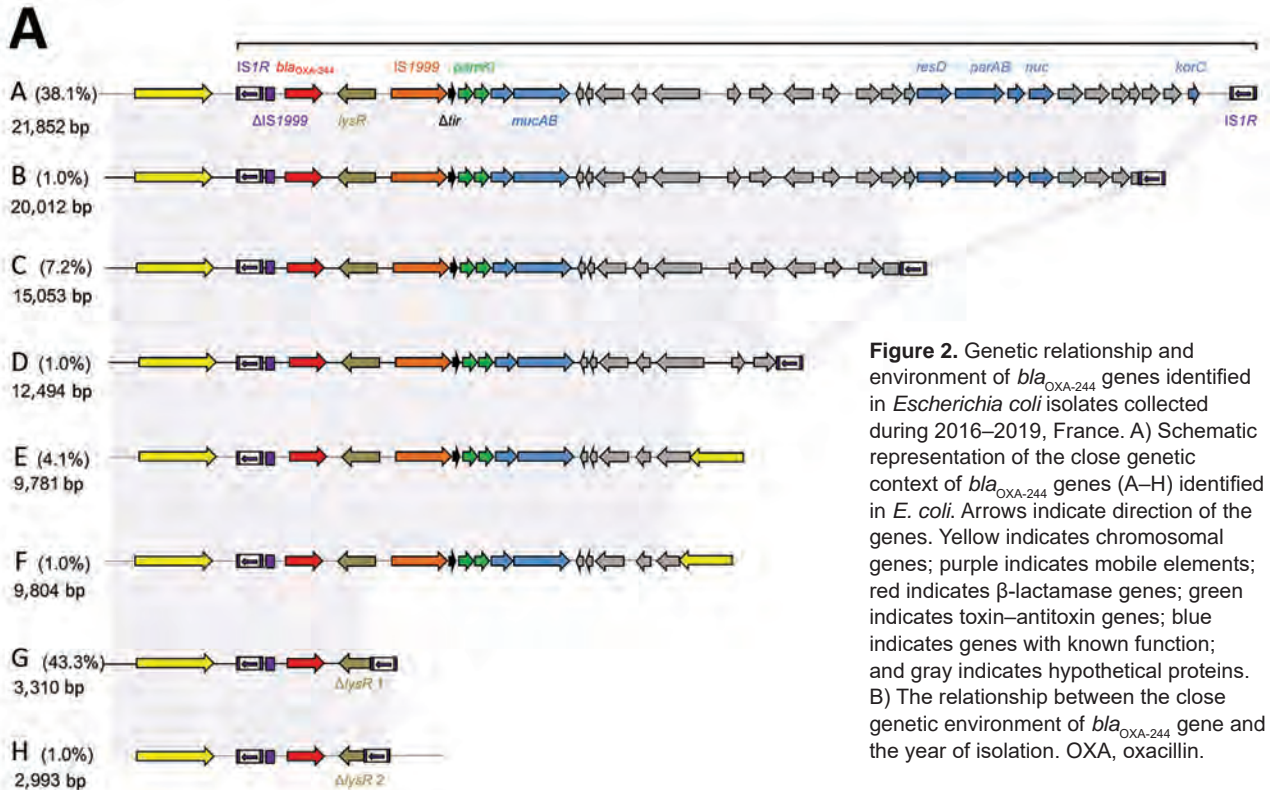 A
IS1R blaOXA-244 IS1999 pemKI resD parAB nuc korC
A (38.1%)
21,852 bp
ΔIS1999 lysR Δtir mucAB IS1R
B (1.0%)
20,012 bp
C (7.2%)
15,053 bp
D (1.0%)
12,494 bp
E (4.1%)
9,781 bp
F (1.0%)
9,804 bp
G (43.3%)
3,310 bp
ΔlysR 1
H (1.0%)
2,993 bp
ΔlysR 2
Figure 2. Genetic relationship and
environment of blaOXA-244 genes identified
in Escherichia coli isolates collected
during 2016–2019, France. A) Schematic
representation of the close genetic
context of blaOXA-244 genes (A–H) identified
in E. coli. Arrows indicate direction of the
genes. Yellow indicates chromosomal
genes; purple indicates mobile elements;
red indicates β-lactamase genes; green
indicates toxin–antitoxin genes; blue
indicates genes with known function;
and gray indicates hypothetical proteins.
B) The relationship between the close
genetic environment of blaOXA-244 gene and
the year of isolation. OXA, oxacillin.